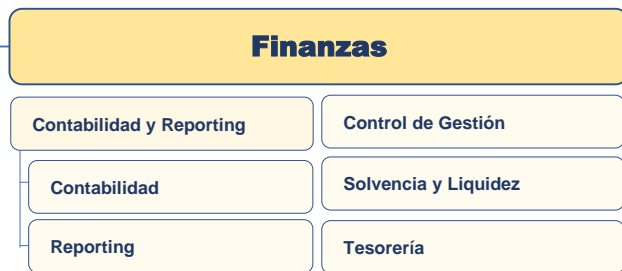 Finanzas
Contabilidad y Reporting
Contabilidad
Reporting
Control de Gestión
Solvencia y Liquidez
Tesorería